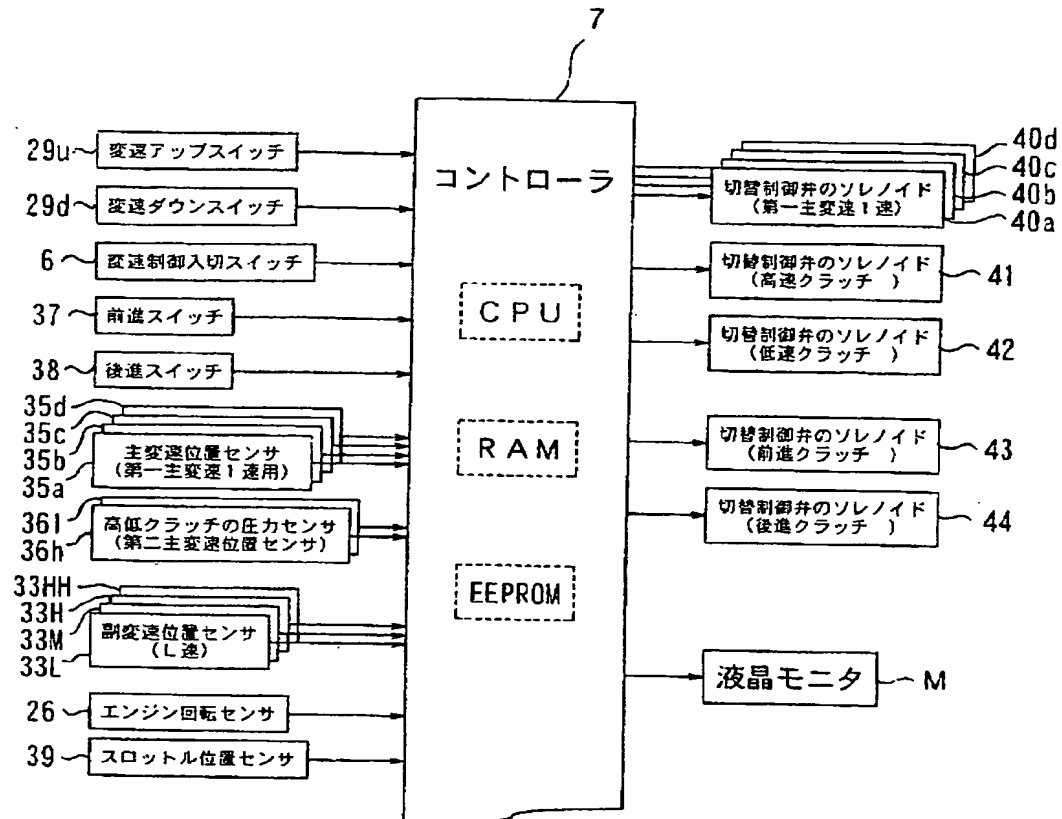 7
コントローラ
CPU
RAM
EEPROM
29u 変速アップスイッチ
29d 変速ダウンスイッチ
6 変速制御入切スイッチ
37 前進スイッチ
38 後進スイッチ
35d
35c
35b
35a
主変速位置センサ
(第一主変速1速用)
36l
36h
高低クラッチの圧力センサ
(第二主変速位置センサ)
33HH
33H
33M
33L
副変速位置センサ
(L速)
26 エンジン回転センサ
39 スロットル位置センサ
40d
40c
40b
40a
切替制御弁のソレノイド
(第一主変速1速)
切替制御弁のソレノイド
(高速クラッチ )
41
切替制御弁のソレノイド
(低速クラッチ )
42
切替制御弁のソレノイド
(前進クラッチ )
43
切替制御弁のソレノイド
(後進クラッチ )
44
液晶モニタ M